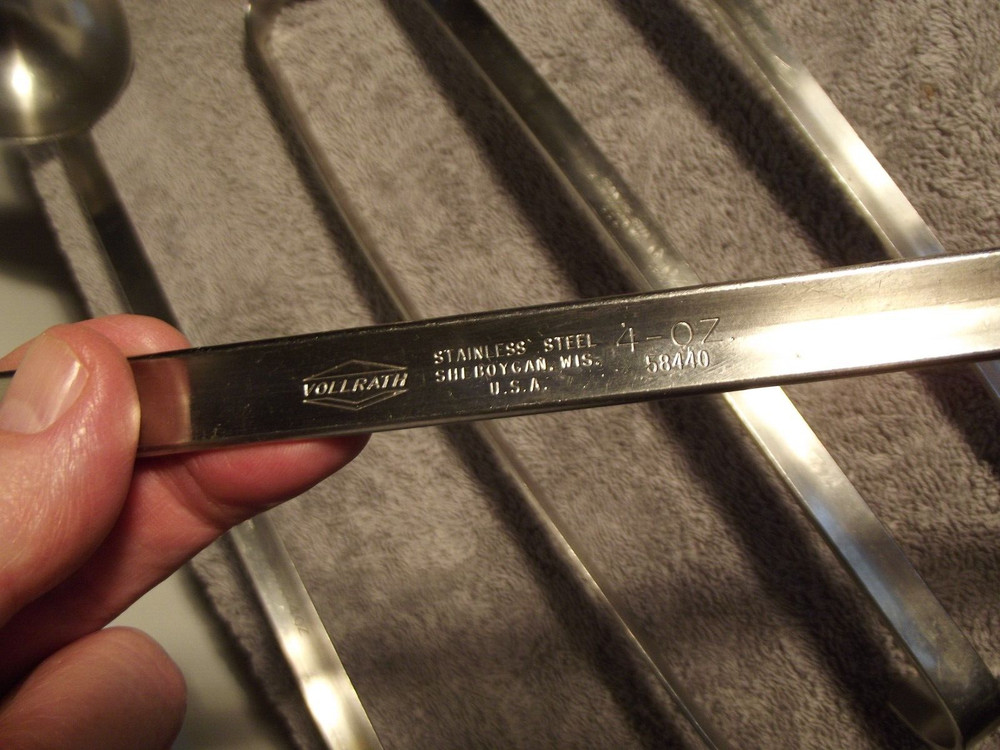 VOLLRATH
STAINLESS STEEL
SHEBOYGAN, WIS.
U.S.A.
4-OZ.
58440